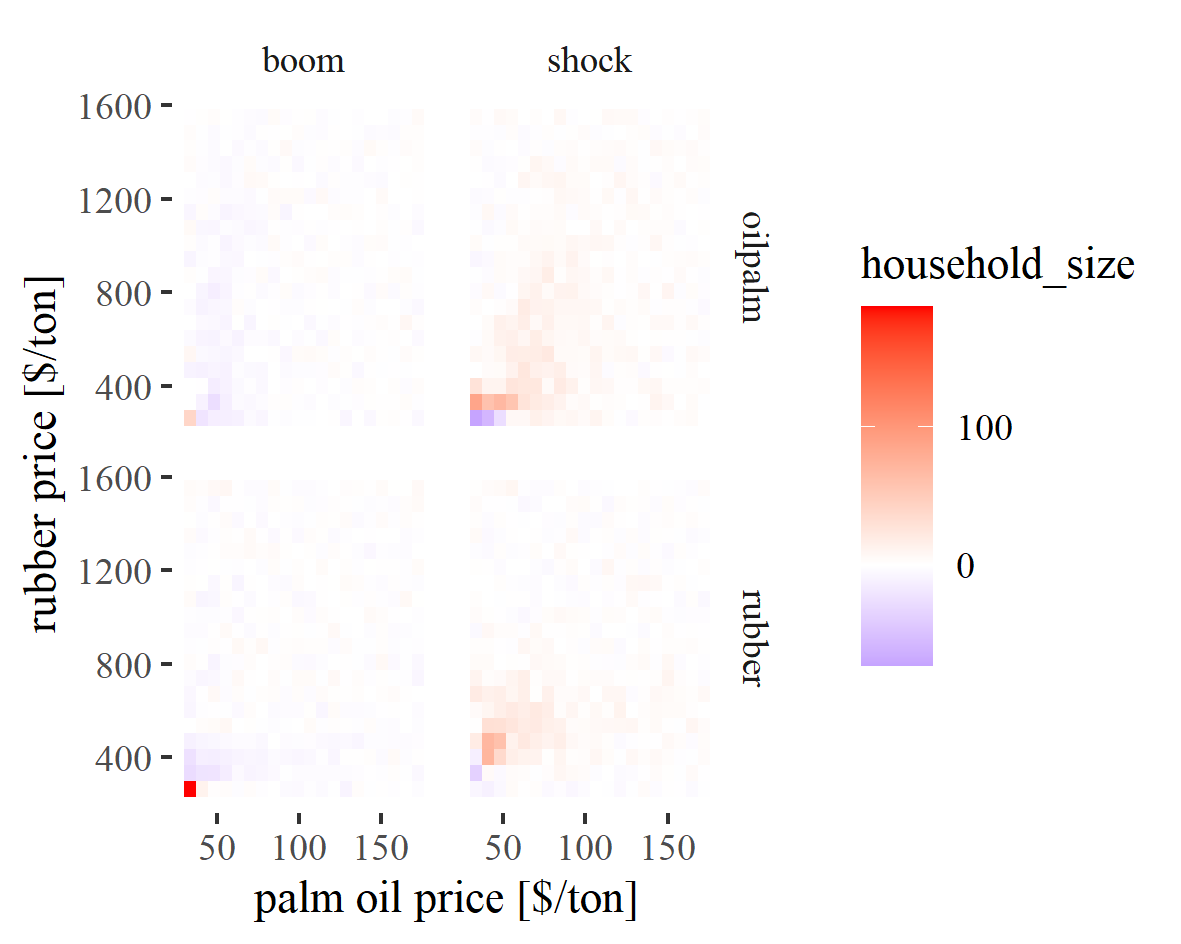 boom
shock
1600
1200
800
400
oilpalm
1600
1200
800
400
rubber
rubber price [$/ton]
50 100 150
50 100 150
palm oil price [$/ton]
household_size
100
0